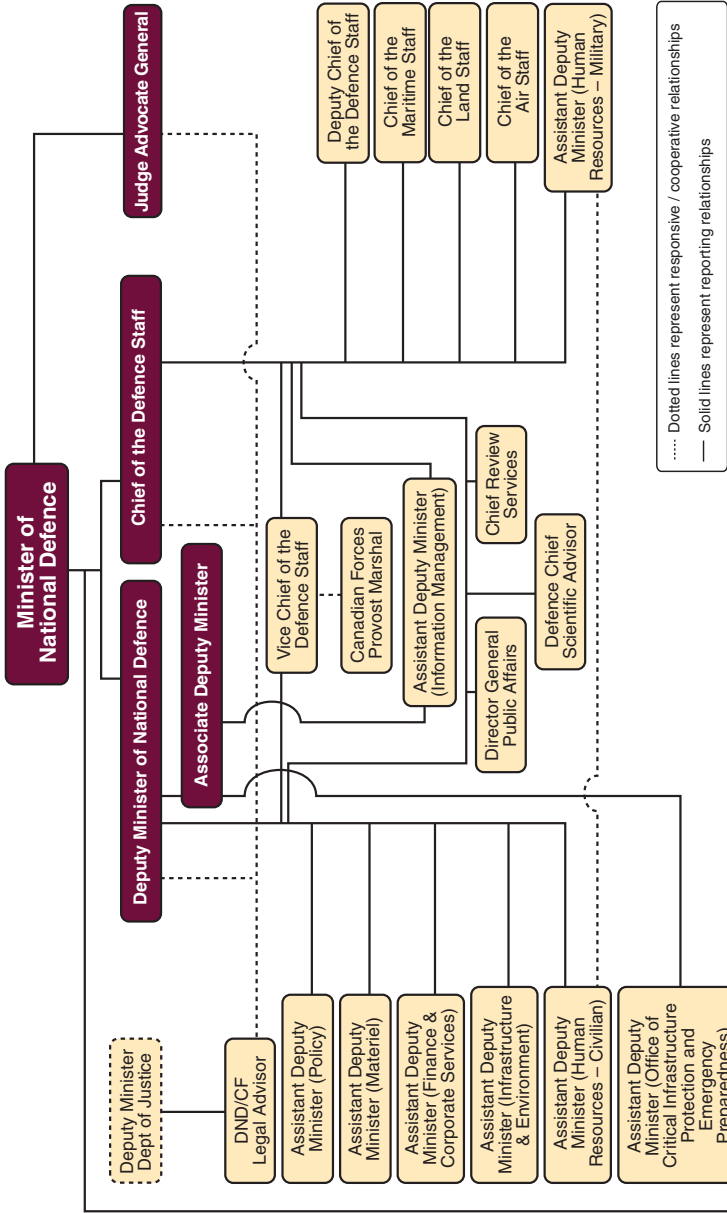 Minister of
National Defence
Deputy Minister of National Defence
Chief of the Defence Staff
Judge Advocate General
Associate Deputy Minister
Deputy Minister
Dept of Justice
DND/CF
Legal Advisor
Assistant Deputy
Minister (Policy)
Assistant Deputy
Minister (Materiel)
Assistant Deputy
Minister (Finance &
Corporate Services)
Assistant Deputy
Minister (Infrastructure
& Environment)
Assistant Deputy
Minister (Human
Resources – Civilian)
Assistant Deputy
Minister (Office of
Critical Infrastructure
Protection and
Emergency
Preparedness)
Vice Chief of the
Defence Staff
Canadian Forces
Provost Marshal
Assistant Deputy Minister
(Information Management)
Director General
Public Affairs
Chief Review
Services
Defence Chief
Scientific Advisor
Deputy Chief of
the Defence Staff
Chief of the
Maritime Staff
Chief of the
Land Staff
Chief of the
Air Staff
Assistant Deputy
Minister (Human
Resources – Military)
Dotted lines represent responsive / cooperative relationships
Solid lines represent reporting relationships